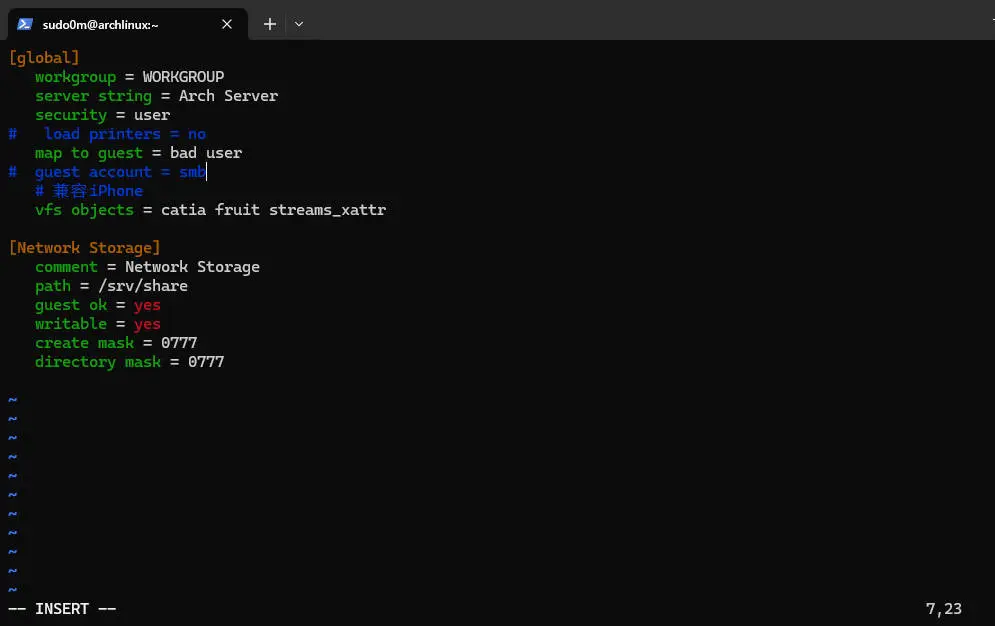 sudo0m@archlinux:~
[global]
   workgroup = WORKGROUP
   server string = Arch Server
   security = user
#   load printers = no
   map to guest = bad user
#  guest account = smb
   # 兼容iPhone
   vfs objects = catia fruit streams_xattr
[Network Storage]
   comment = Network Storage
   path = /srv/share
   guest ok = yes
   writable = yes
   create mask = 0777
   directory mask = 0777
~
~
~
~
~
~
~
~
~
~
~
-- INSERT --                    7,23